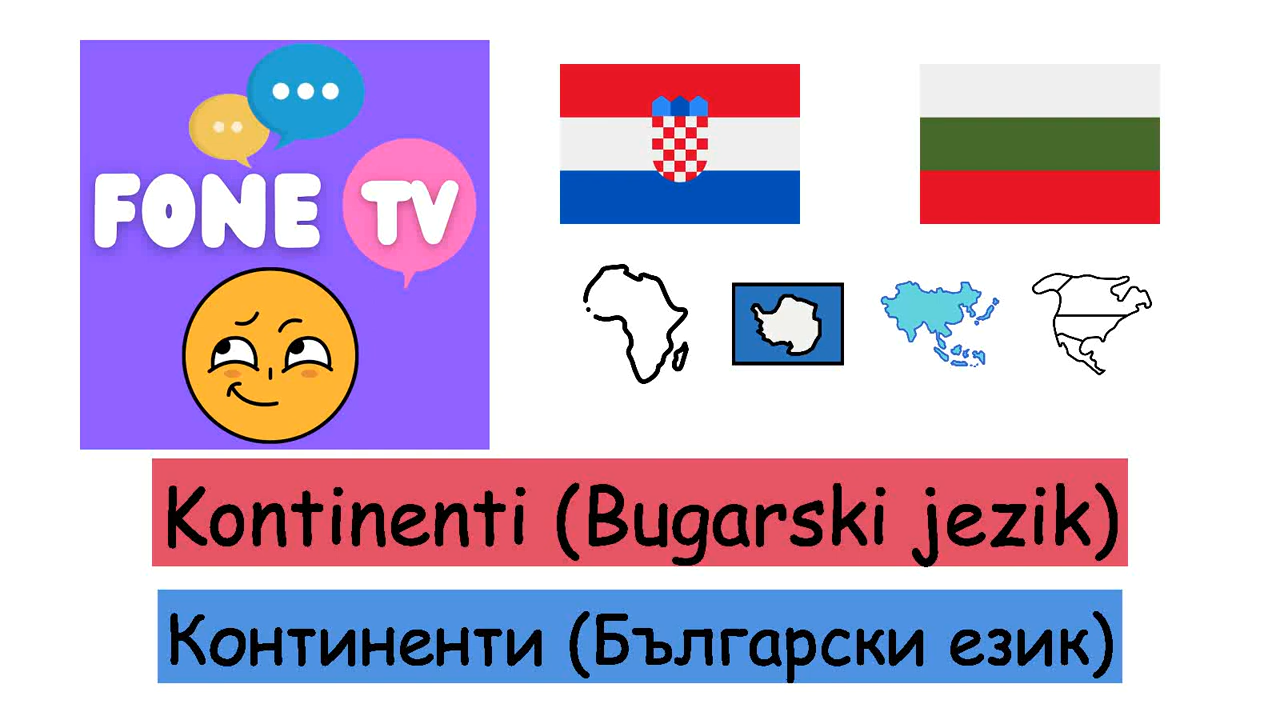 FONE TV
Kontinenti (Bugarski jezik)
Континенти (Български език)